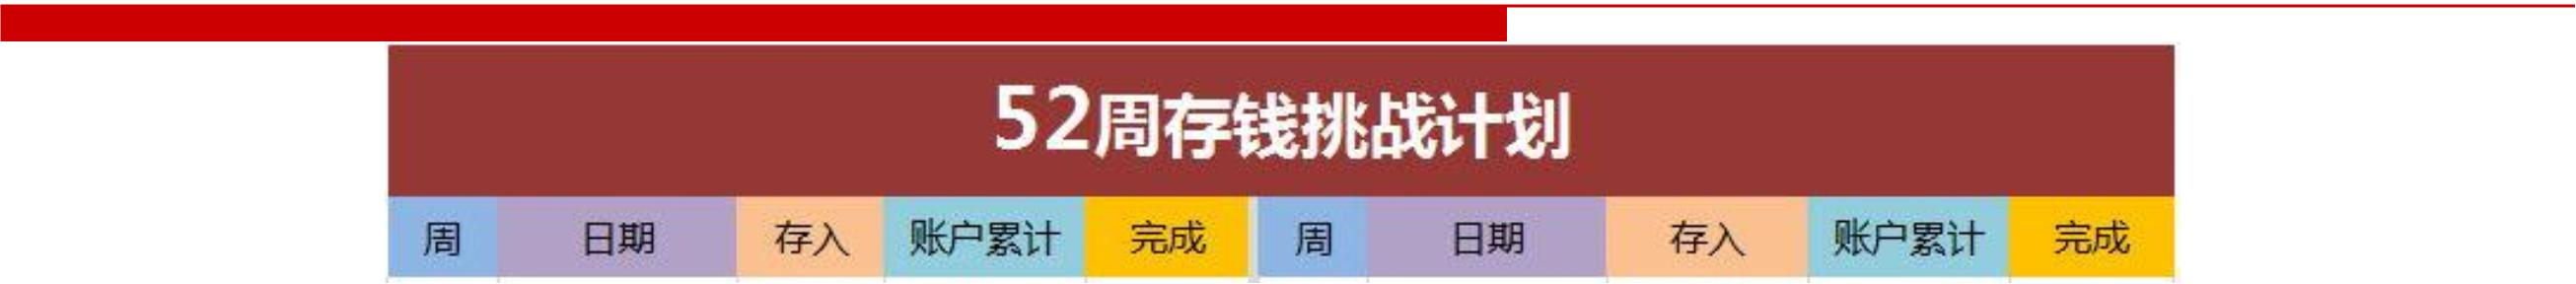 52周存钱挑战计划
周 日期 存入 账户累计 完成 周 日期 存入 账户累计 完成